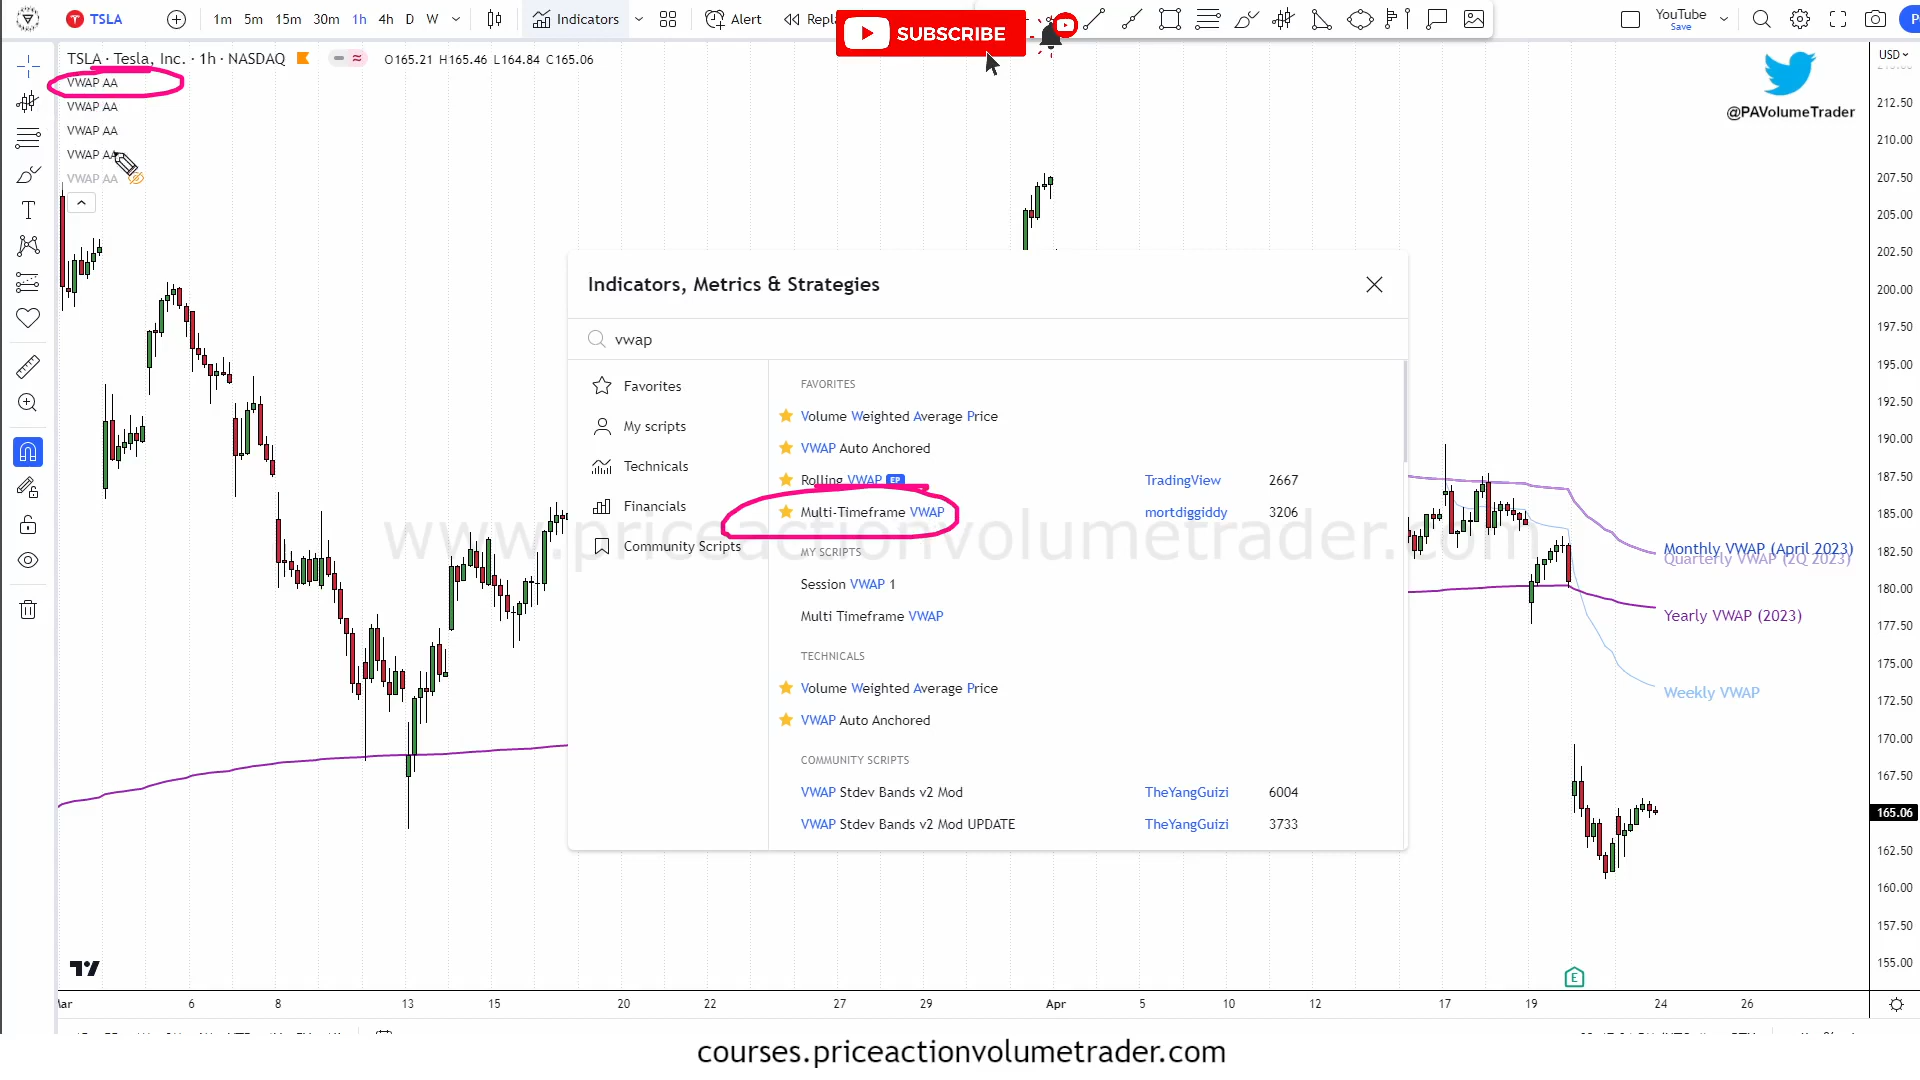 TSLA
1m 5m 15m 30m 1h 4h D W
Indicators
Alert
SUBSCRIBE
YouTube
Save
TSLA · Tesla, Inc. · 1h · NASDAQ
O165.21 H165.46 L164.84 C165.06
USD
VWAP AA
VWAP AA
VWAP AA
VWAP AA
VWAP AA
@PAVolumeTrader
Indicators, Metrics & Strategies
vwap
Favorites
My scripts
Technicals
Financials
Community Scripts
FAVORITES
Volume Weighted Average Price
VWAP Auto Anchored
Rolling VWAP EP TradingView 2667
Multi-Timeframe VWAP mortdiggiddy 3206
MY SCRIPTS
Session VWAP 1
Multi Timeframe VWAP
TECHNICALS
Volume Weighted Average Price
VWAP Auto Anchored
COMMUNITY SCRIPTS
VWAP Stdev Bands v2 Mod TheYangGuizi 6004
VWAP Stdev Bands v2 Mod UPDATE TheYangGuizi 3733
www.priceactionvolumetrader.com
Monthly VWAP (April 2023)
Quarterly VWAP (2Q 2023)
Yearly VWAP (2023)
Weekly VWAP
212.50
210.00
207.50
205.00
202.50
200.00
197.50
195.00
192.50
190.00
187.50
185.00
182.50
180.00
177.50
175.00
172.50
170.00
167.50
165.06
162.50
160.00
157.50
155.00
E
6 8 13 15 20 22 27 29 Apr 5 10 12 17 19 24 26
courses.priceactionvolumetrader.com